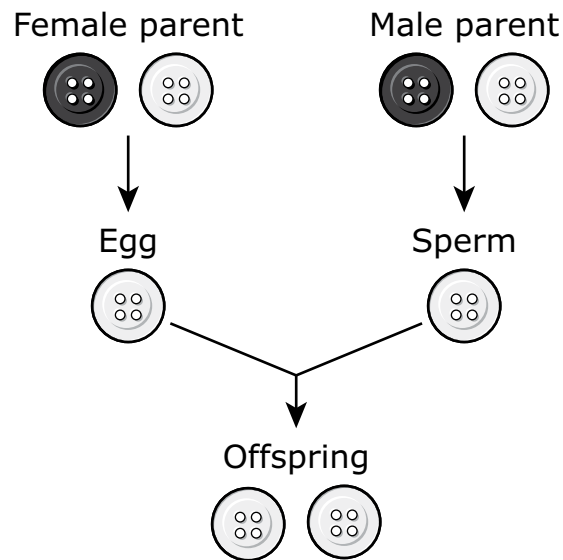 Female parent
Male parent
Egg
Sperm
Offspring